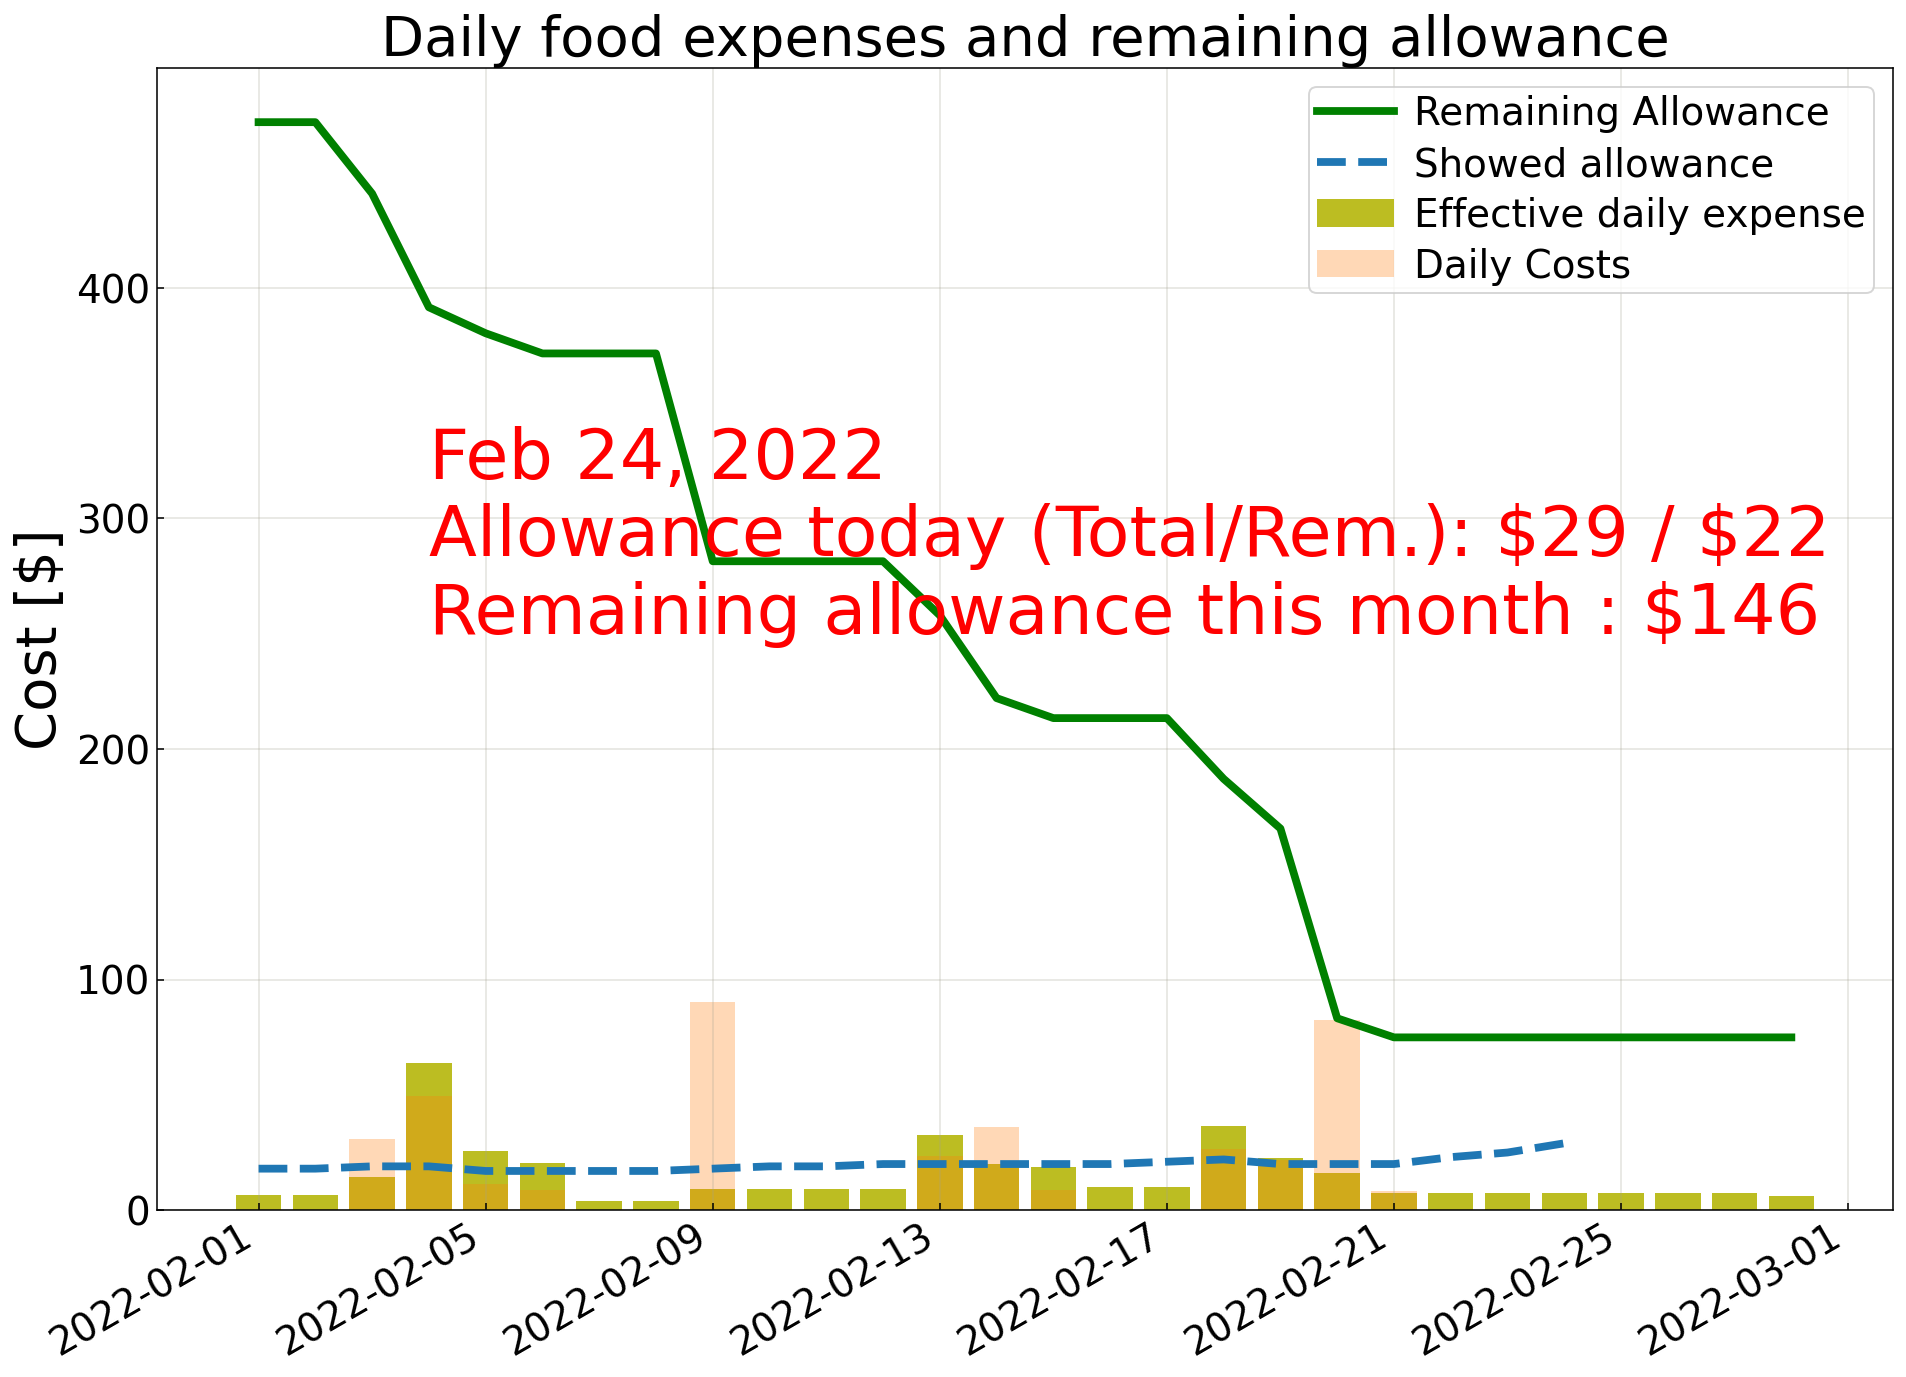 Daily food expenses and remaining allowance
Remaining Allowance
Showed allowance
Effective daily expense
Daily Costs
Cost [$]
400
300
200
100
0
Feb 24, 2022
Allowance today (Total/Rem.): $29 / $22
Remaining allowance this month : $146
2022-02-01
2022-02-05
2022-02-09
2022-02-13
2022-02-17
2022-02-21
2022-02-25
2022-03-01